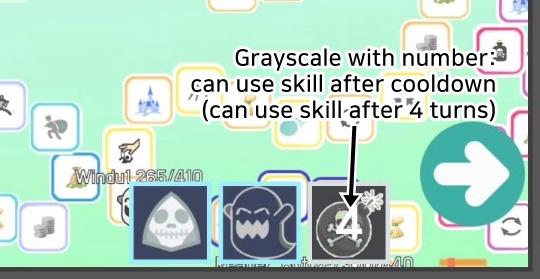 Grayscale with number:
can use skill after cooldown
(can use skill after 4 turns)
Windu1 265/410
4